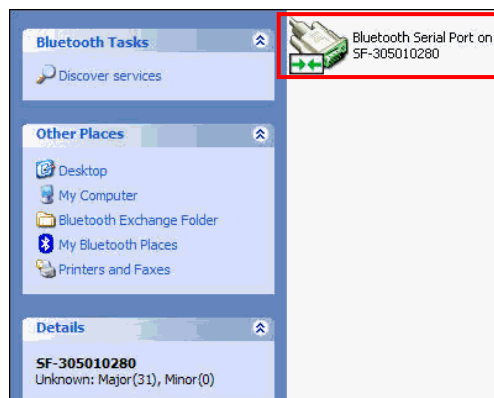 Bluetooth Tasks
Discover services
Other Places
Desktop
My Computer
Bluetooth Exchange Folder
My Bluetooth Places
Printers and Faxes
Details
SF-305010280
Unknown: Major(31), Minor(0)
Bluetooth Serial Port on
SF-305010280